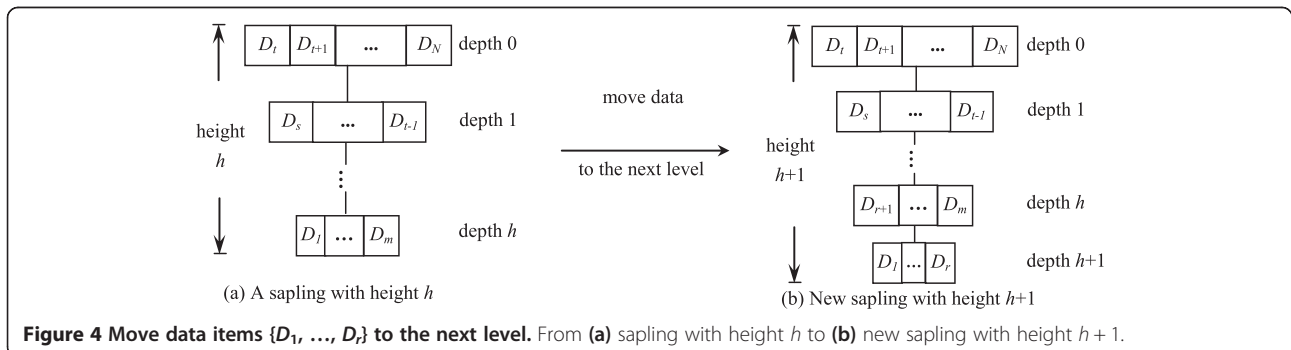 D_t D_{t+1} ... D_N depth 0
D_s ... D_{t-1} depth 1
height
h
⋮
D_1 ... D_m depth h
(a) A sapling with height h
move data
to the next level
D_t D_{t+1} ... D_N depth 0
D_s ... D_{t-1} depth 1
height
h+1
⋮
D_{r+1} ... D_m depth h
D_1 ... D_r depth h+1
(b) New sapling with height h+1
Figure 4 Move data items {D_1, ..., D_r} to the next level. From (a) sapling with height h to (b) new sapling with height h + 1.